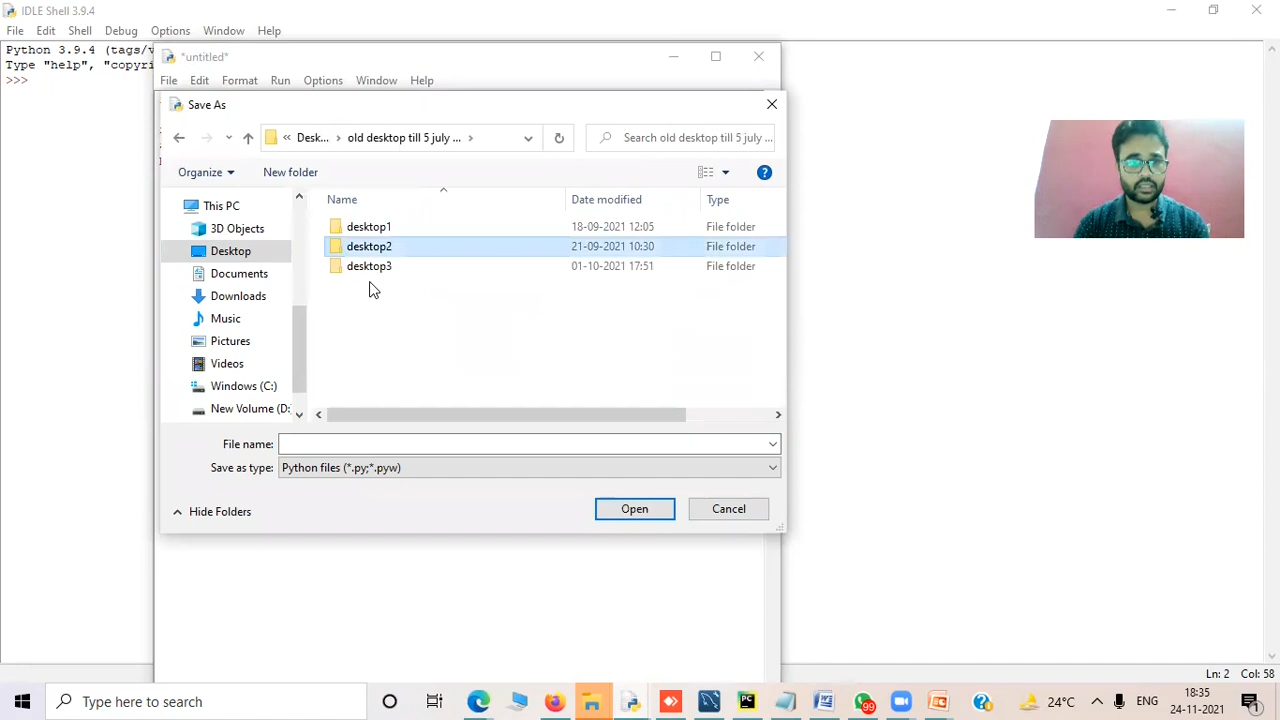 IDLE Shell 3.9.4
File Edit Shell Debug Options Window Help
Python 3.9.4 (tags/v
Type "help", "copyri
>>>
*untitled*
File Edit Format Run Options Window Help
Save As
« Desk... › old desktop till 5 july ... ›
Search old desktop till 5 july ...
Organize
New folder
This PC
3D Objects
Desktop
Documents
Downloads
Music
Pictures
Videos
Windows (C:)
New Volume (D:
Name Date modified Type
desktop1 18-09-2021 12:05 File folder
desktop2 21-09-2021 10:30 File folder
desktop3 01-10-2021 17:51 File folder
File name:
Save as type: Python files (*.py;*.pyw)
Hide Folders
Open
Cancel
Ln: 2 Col: 58
Type here to search
99
24°C
ENG
18:35
24-11-2021
1